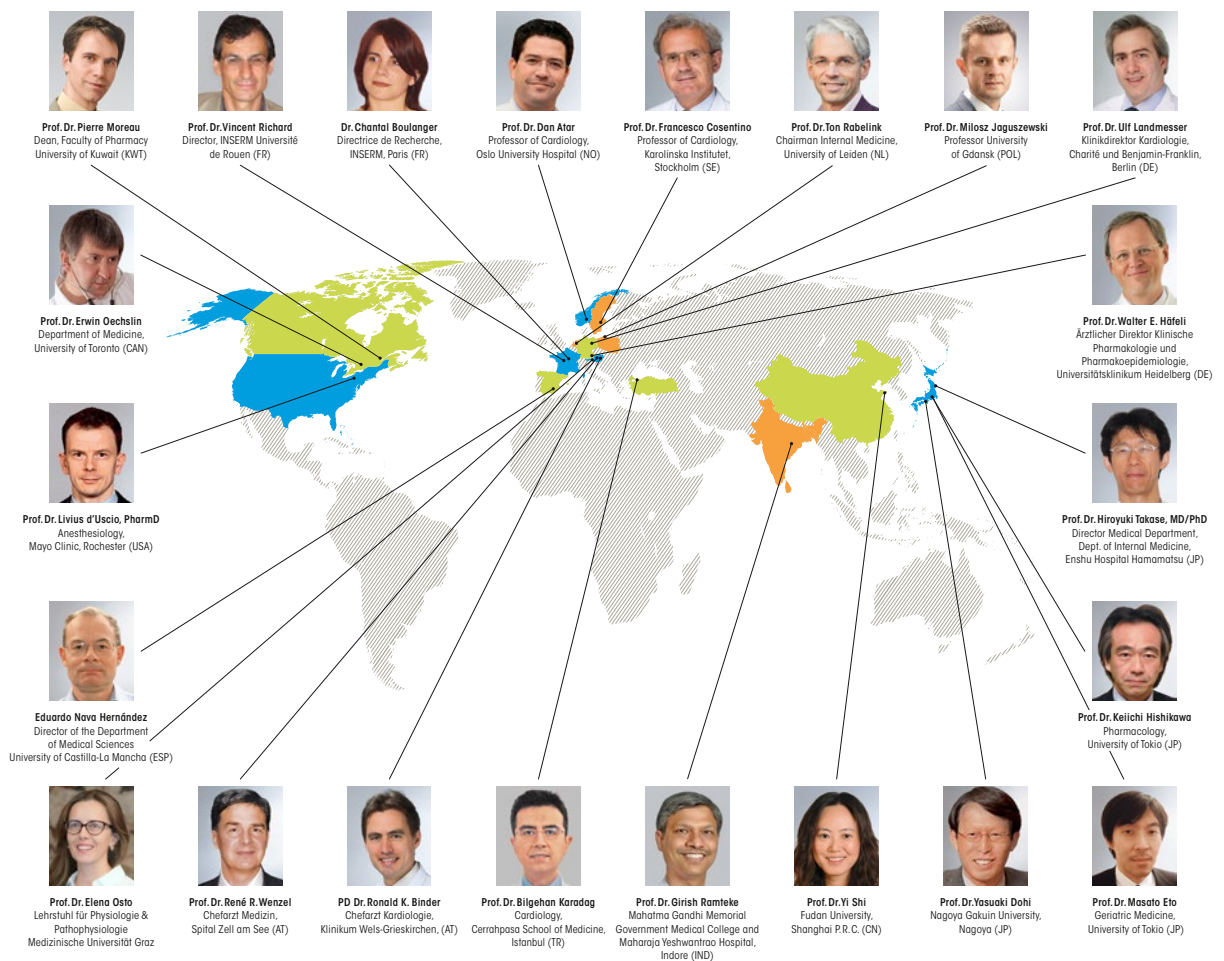 Prof. Dr. Pierre Moreau
Dean, Faculty of Pharmacy
University of Kuwait (KWT)
Prof. Dr. Vincent Richard
Director, INSERM Université
de Rouen (FR)
Dr. Chantal Boulanger
Directrice de Recherche,
INSERM, Paris (FR)
Prof. Dr. Dan Atar
Professor of Cardiology,
Oslo University Hospital (NO)
Prof. Dr. Francesco Cosentino
Professor of Cardiology,
Karolinska Institutet,
Stockholm (SE)
Prof. Dr. Ton Rabelink
Chairman Internal Medicine,
University of Leiden (NL)
Prof. Dr. Milosz Jaguszewski
Professor University
of Gdansk (POL)
Prof. Dr. Ulf Landmesser
Klinikdirektor Kardiologie,
Charité und Benjamin-Franklin,
Berlin (DE)
Prof. Dr. Erwin Oechslin
Department of Medicine,
University of Toronto (CAN)
Prof. Dr. Walter E. Häfeli
Ärztlicher Direktor Klinische
Pharmakologie und
Pharmakoepidemiologie,
Universitätsklinikum Heidelberg (DE)
Prof. Dr. Livius d'Uscio, PharmD
Anesthesiology,
Mayo Clinic, Rochester (USA)
Prof. Dr. Hiroyuki Takase, MD/PhD
Director Medical Department,
Dept. of Internal Medicine,
Enshu Hospital Hamamatsu (JP)
Eduardo Nava Hernández
Director of the Department
of Medical Sciences
University of Castilla-La Mancha (ESP)
Prof. Dr. Keiichi Hishikawa
Pharmacology,
University of Tokio (JP)
Prof. Dr. Elena Osto
Lehrstuhl für Physiologie &
Pathophysiologie
Medizinische Universität Graz
Prof. Dr. René R. Wenzel
Chefarzt Medizin,
Spital Zell am See (AT)
PD Dr. Ronald K. Binder
Chefarzt Kardiologie,
Klinikum Wels-Grieskirchen, (AT)
Prof. Dr. Bilgehan Karadag
Cardiology,
Cerrahpasa School of Medicine,
Istanbul (TR)
Prof. Dr. Girish Ramteke
Mahatma Gandhi Memorial
Government Medical College and
Maharaja Yeshwantrao Hospital,
Indore (IND)
Prof. Dr. Yi Shi
Fudan University,
Shanghai P.R.C. (CN)
Prof. Dr. Yasuaki Dohi
Nagoya Gakuin University,
Nagoya (JP)
Prof. Dr. Masato Eto
Geriatric Medicine,
University of Tokio (JP)